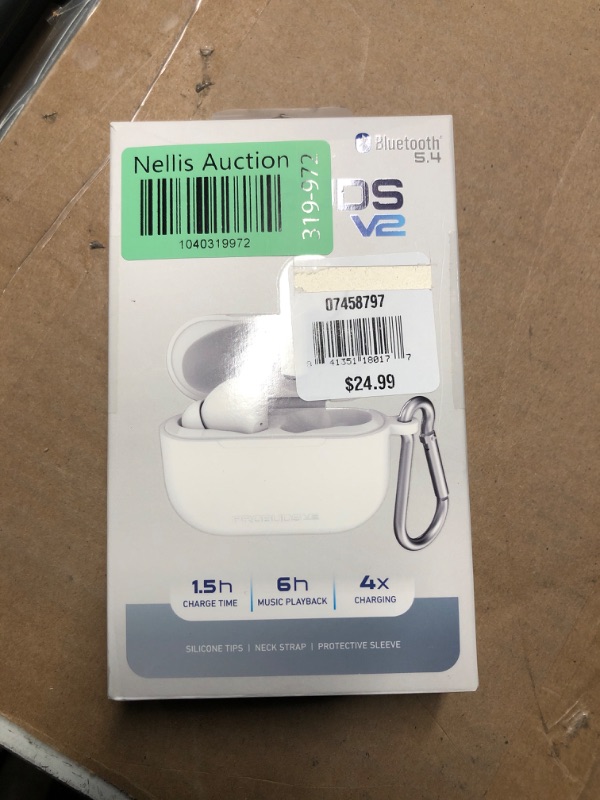 Nellis Auction
1040319972
319-972
Bluetooth
5.4
DS
V2
07458797
41351 18017 7
$24.99
1.5h
CHARGE TIME
6h
MUSIC PLAYBACK
4x
CHARGING
SILICONE TIPS | NECK STRAP | PROTECTIVE SLEEVE